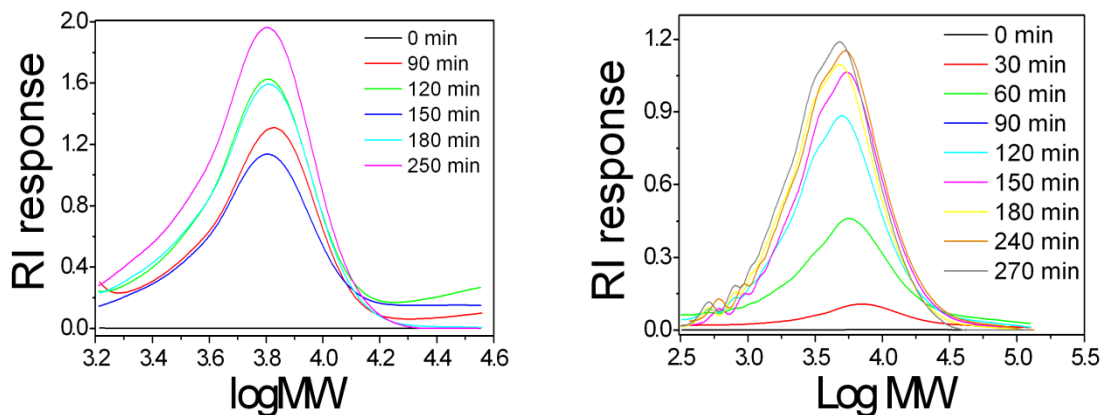 RI response
2.0
1.6
1.2
0.8
0.4
0.0
0 min
90 min
120 min
150 min
180 min
250 min
3.2 3.6 3.8 4.0 4.2 4.4 4.6
logMW
RI response
1.2
0.9
0.6
0.3
0.0
0 min
30 min
60 min
90 min
120 min
150 min
180 min
240 min
270 min
2.5 3.0 3.5 4.0 4.5 5.0 5.5
Log MW